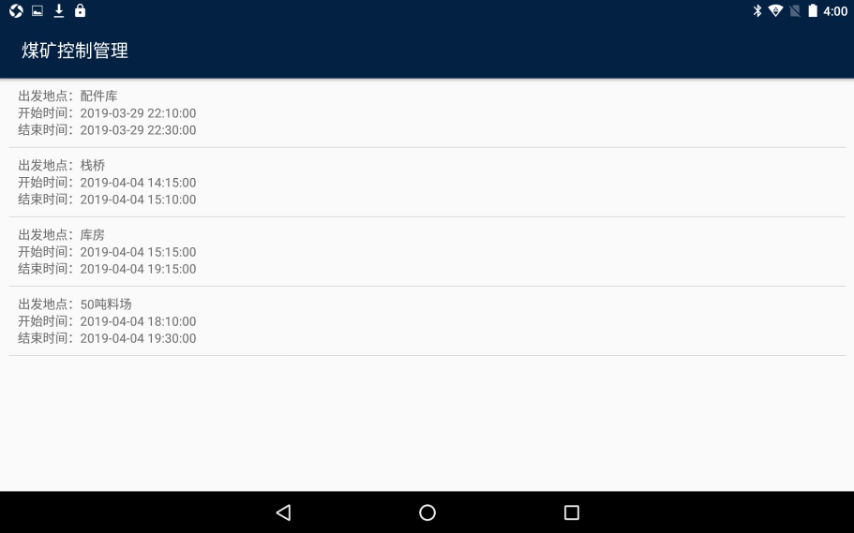 4:00
煤矿控制管理
出发地点：配件库
开始时间：2019-03-29 22:10:00
结束时间：2019-03-29 22:30:00
出发地点：栈桥
开始时间：2019-04-04 14:15:00
结束时间：2019-04-04 15:10:00
出发地点：库房
开始时间：2019-04-04 15:15:00
结束时间：2019-04-04 19:15:00
出发地点：50吨料场
开始时间：2019-04-04 18:10:00
结束时间：2019-04-04 19:30:00